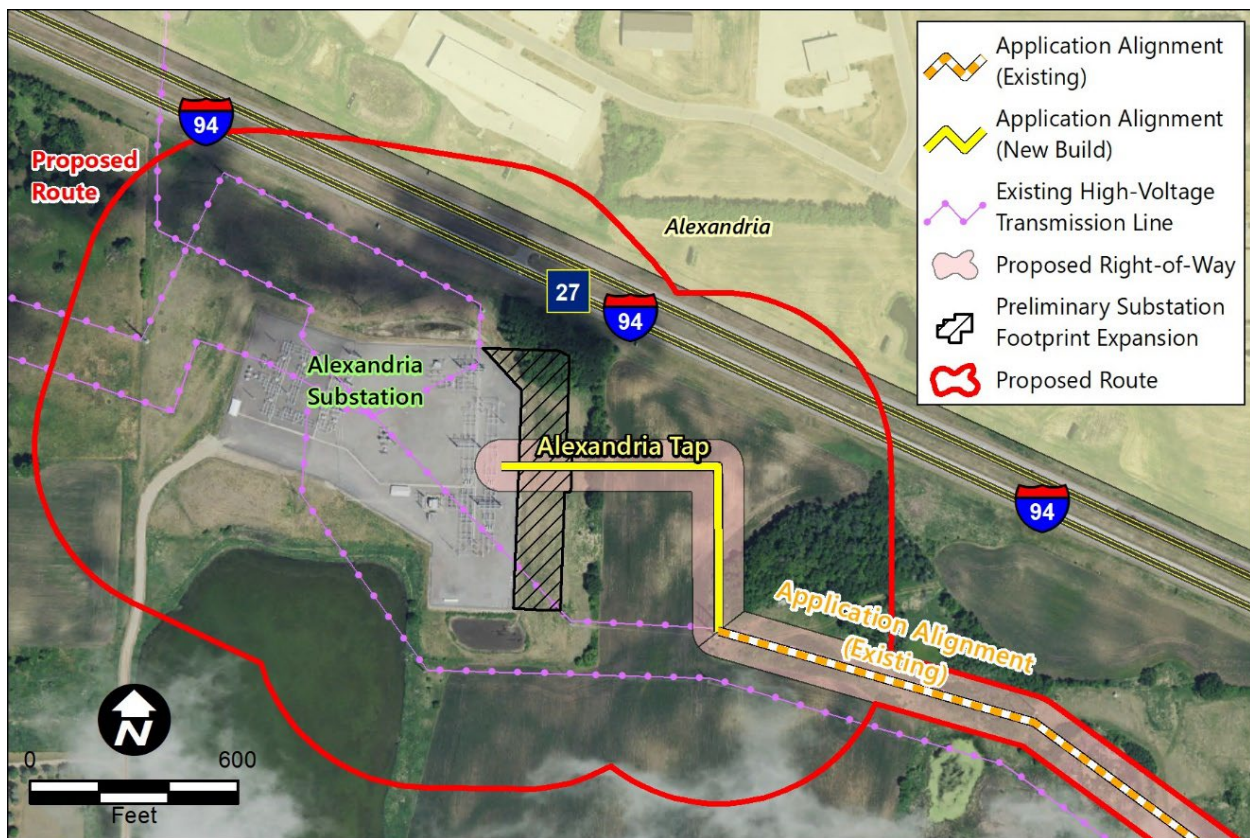 Application Alignment
(Existing)
Application Alignment
(New Build)
Existing High-Voltage
Transmission Line
Proposed Right-of-Way
Preliminary Substation
Footprint Expansion
Proposed Route
94
Proposed
Route
Alexandria
27
94
Alexandria
Substation
Alexandria Tap
94
Application Alignment
(Existing)
N
0 600
Feet